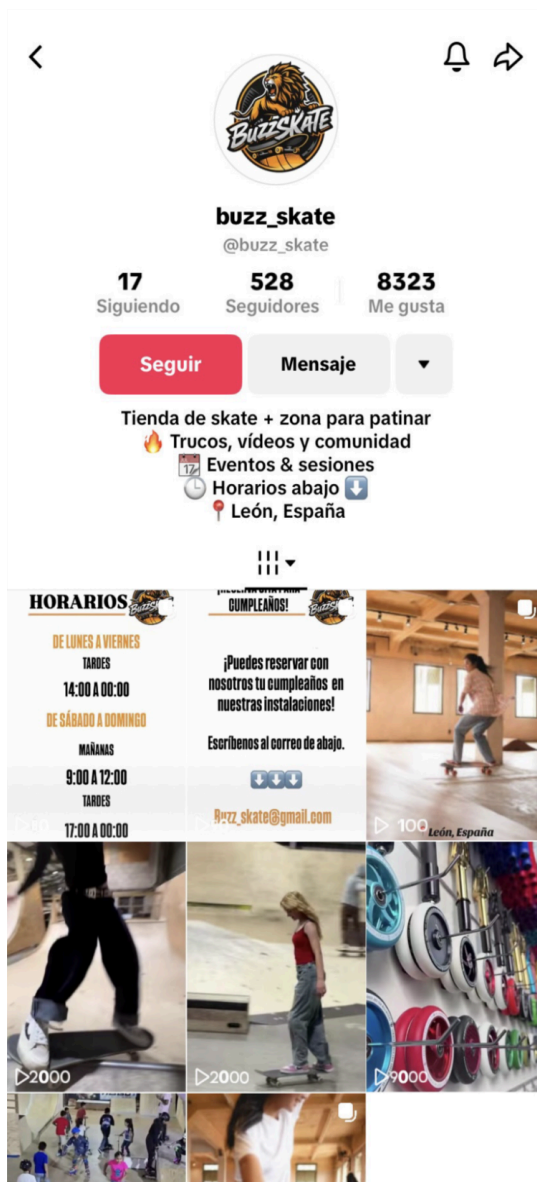 BUZZSKATE
buzz_skate
@buzz_skate
17 528 8323
Siguiendo Seguidores Me gusta
Seguir Mensaje
Tienda de skate + zona para patinar
🔥 Trucos, vídeos y comunidad
📅 Eventos & sesiones
🕒 Horarios abajo ⬇️
📍 León, España
HORARIOS
DE LUNES A VIERNES
TARDES
14:00 A 00:00
DE SÁBADO A DOMINGO
MAÑANAS
9:00 A 12:00
TARDES
17:00 A 00:00
CUMPLEAÑOS!
¡Puedes reservar con
nosotros tu cumpleaños en
nuestras instalaciones!
Escríbenos al correo de abajo.
⬇️⬇️⬇️
Buzz_skate@gmail.com
100
León, España
2000
2000
9000